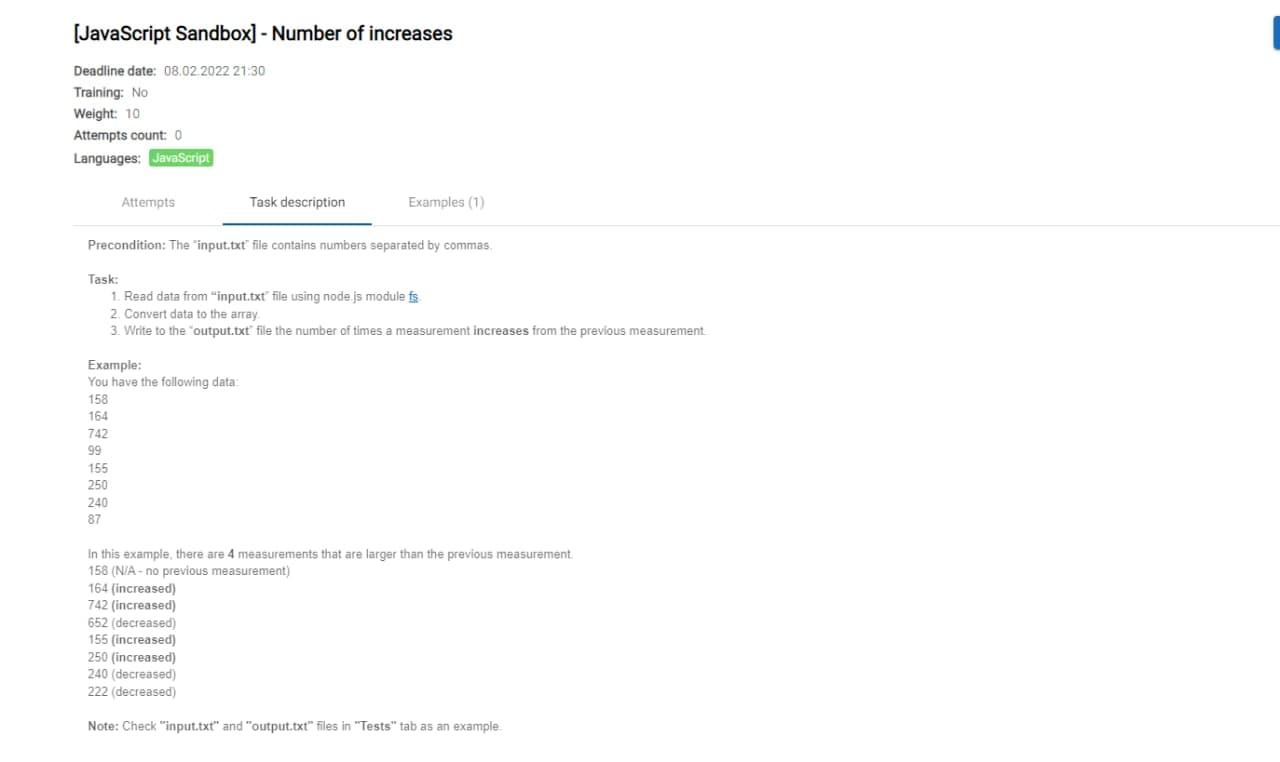 [JavaScript Sandbox] - Number of increases
Deadline date: 08.02.2022 21:30
Training: No
Weight: 10
Attempts count: 0
Languages: JavaScript
Attempts Task description Examples (1)
Precondition: The "input.txt" file contains numbers separated by commas.
Task:
1. Read data from "input.txt" file using node.js module fs.
2. Convert data to the array.
3. Write to the "output.txt" file the number of times a measurement increases from the previous measurement.
Example:
You have the following data:
158
164
742
99
155
250
240
87
In this example, there are 4 measurements that are larger than the previous measurement.
158 (N/A - no previous measurement)
164 (increased)
742 (increased)
652 (decreased)
155 (increased)
250 (increased)
240 (decreased)
222 (decreased)
Note: Check "input.txt" and "output.txt" files in "Tests" tab as an example.